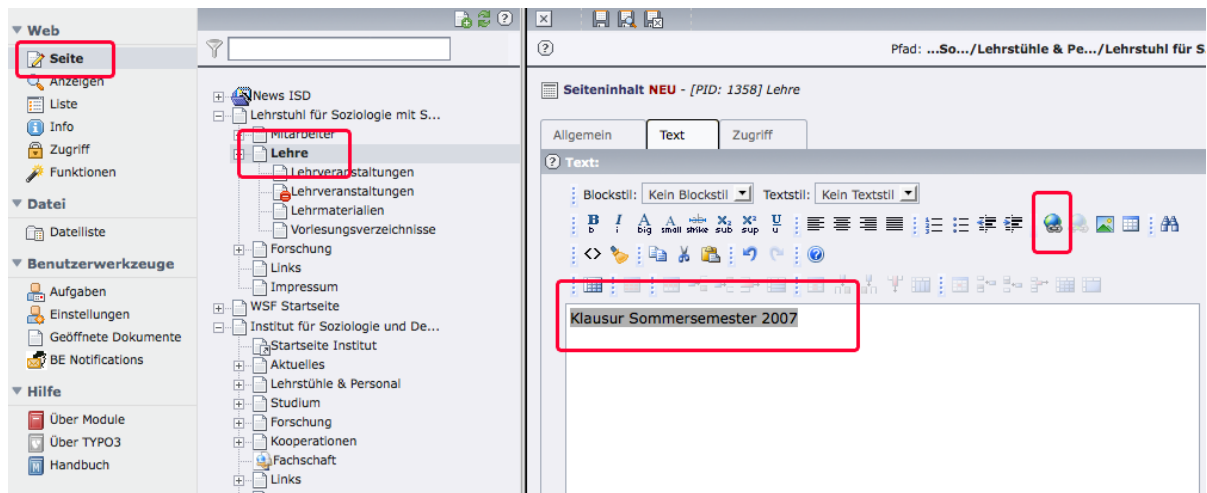 Web
Seite
Anzeigen
Liste
Info
Zugriff
Funktionen
Datei
Dateiliste
Benutzerwerkzeuge
Aufgaben
Einstellungen
Geöffnete Dokumente
BE Notifications
Hilfe
Über Module
Über TYPO3
Handbuch
News ISD
Lehrstuhl für Soziologie mit S...
Mitarbeiter
Lehre
Lehrveranstaltungen
Lehrveranstaltungen
Lehrmaterialien
Vorlesungsverzeichnisse
Forschung
Links
Impressum
WSF Startseite
Institut für Soziologie und De...
Startseite Institut
Aktuelles
Lehrstühle & Personal
Studium
Forschung
Kooperationen
Fachschaft
Links
Pfad: ...So.../Lehrstühle & Pe.../Lehrstuhl für S
Seiteninhalt NEU - [PID: 1358] Lehre
Allgemein Text Zugriff
Text:
Blockstil: Kein Blockstil Textstil: Kein Textstil
B b I i A big A small strike X₂ sub X² sup U u
Klausur Sommersemester 2007